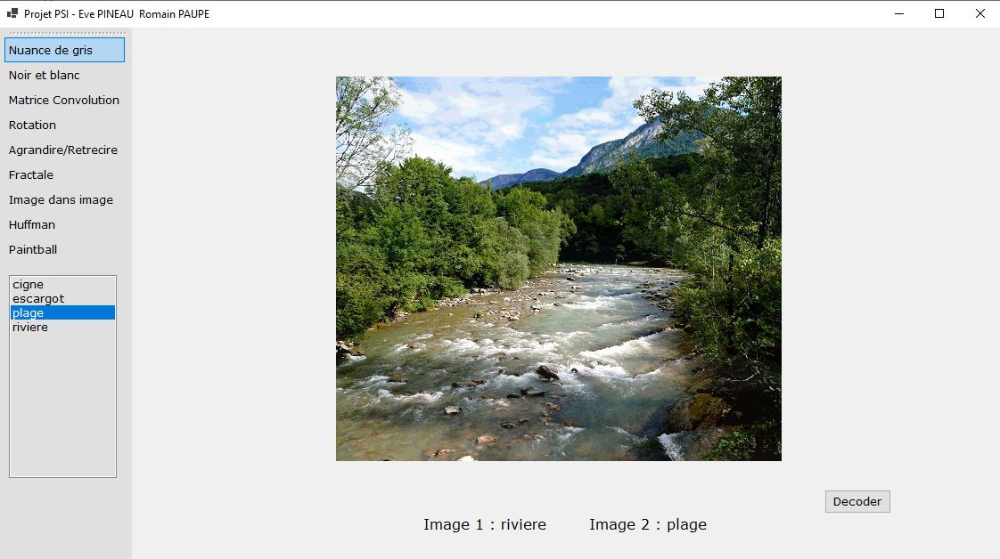 Projet PSI - Eve PINEAU  Romain PAUPE
Nuance de gris
Noir et blanc
Matrice Convolution
Rotation
Agrandire/Retrecire
Fractale
Image dans image
Huffman
Paintball
cigne
escargot
plage
riviere
Decoder
Image 1 : riviere
Image 2 : plage